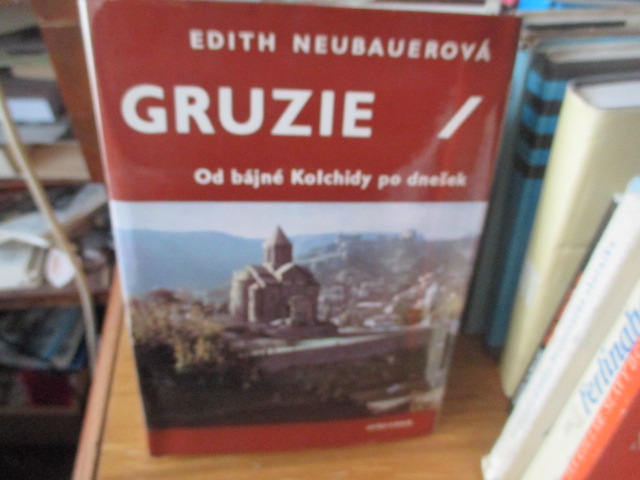 EDITH NEUBAUEROVÁ
GRUZIE /
Od bájné Kolchidy po dnešek